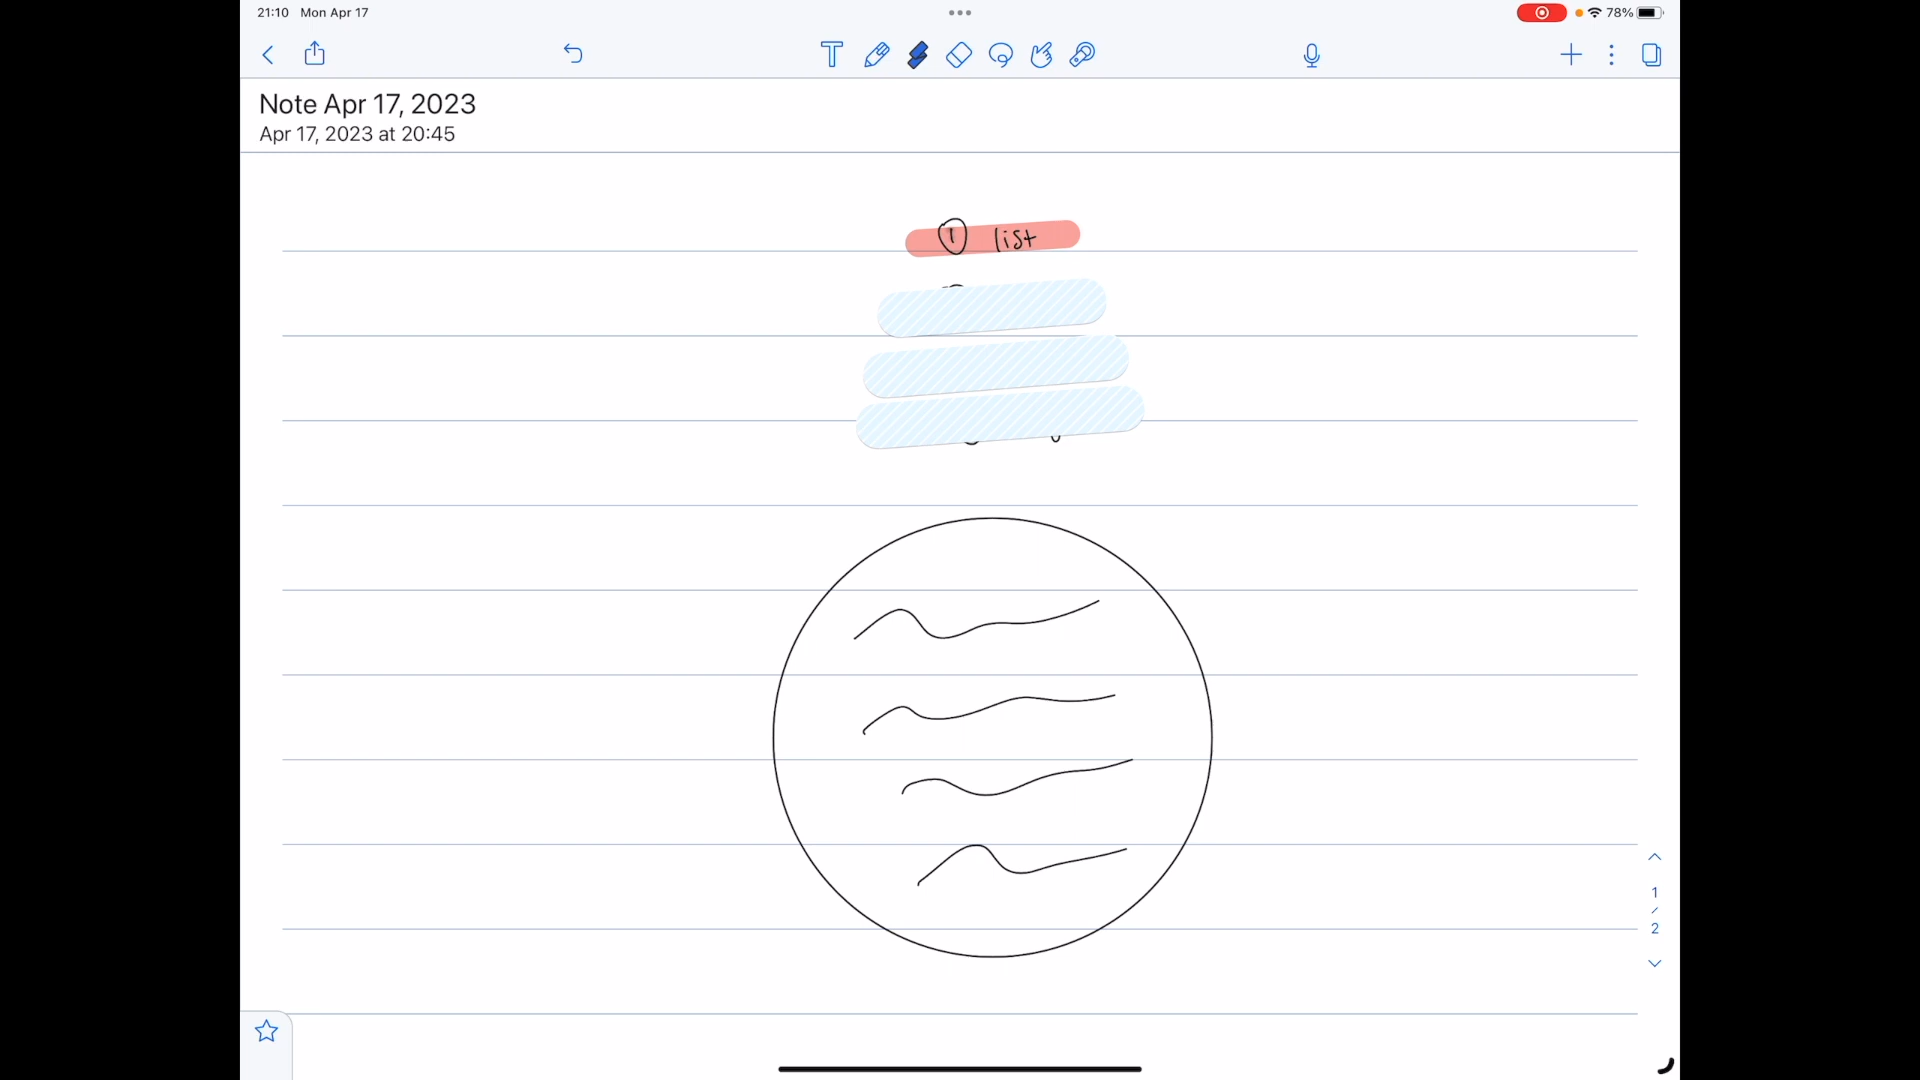 21:10 Mon Apr 17
78%
Note Apr 17, 2023
Apr 17, 2023 at 20:45
① list
1
/
2